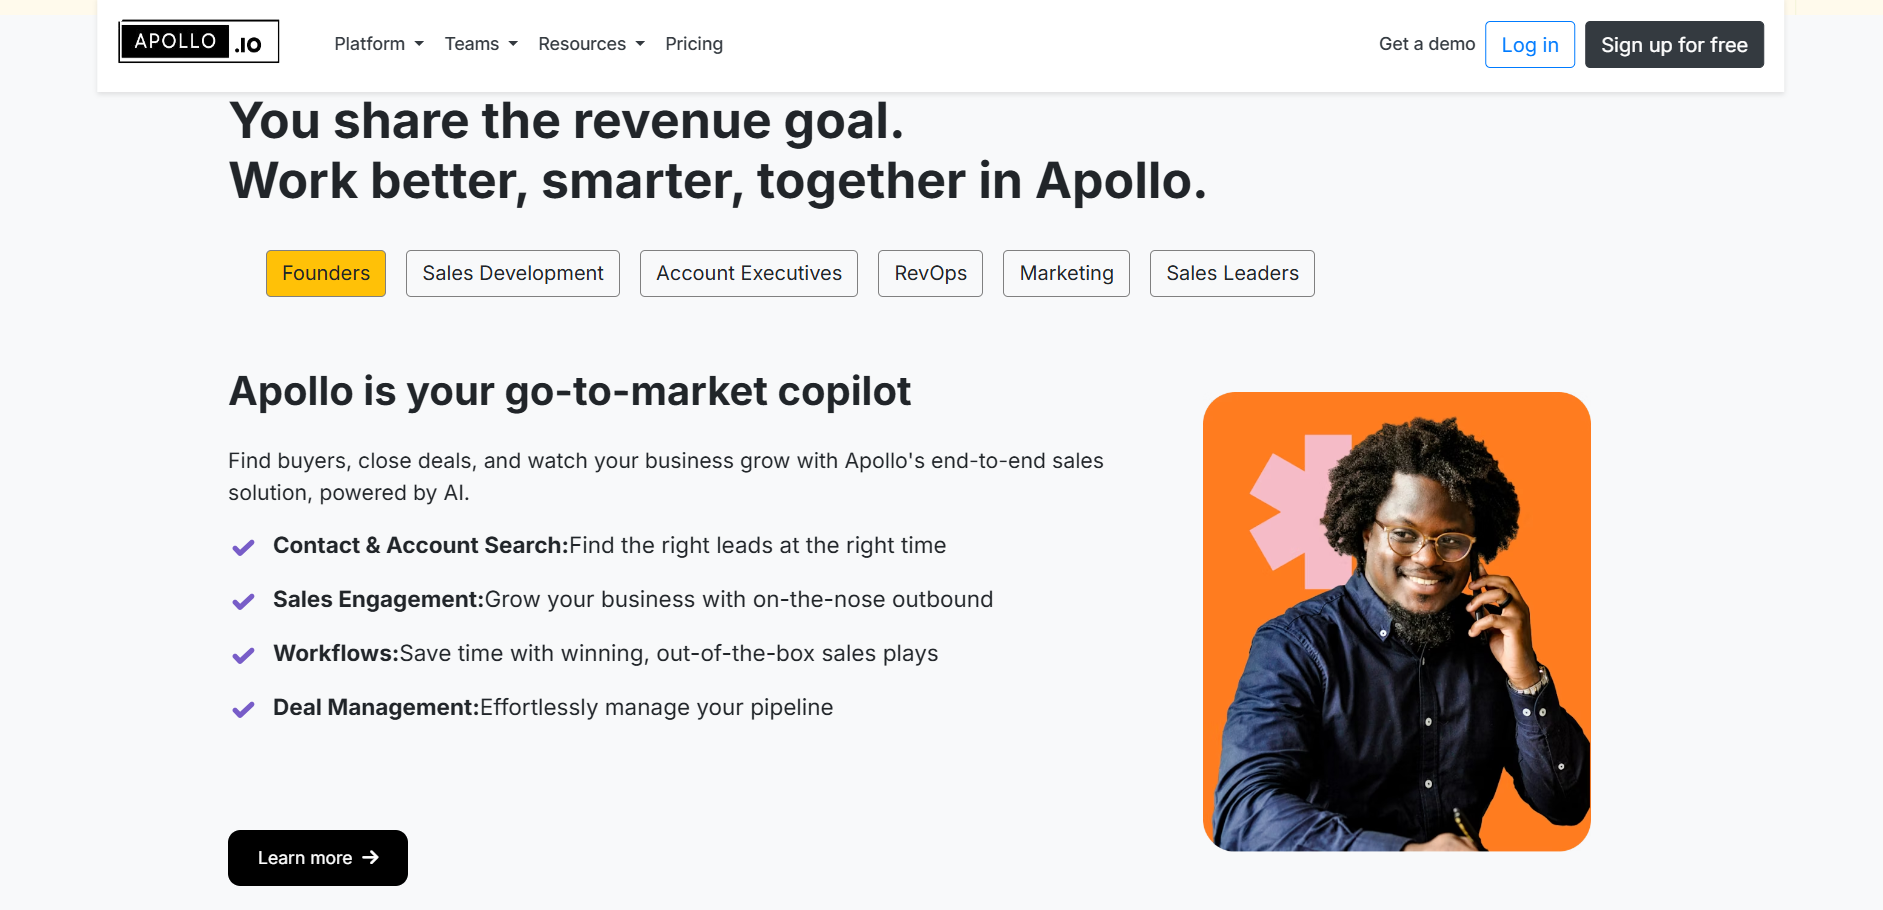 APOLLO .IO
Platform
Teams
Resources
Pricing
Get a demo
Log in
Sign up for free
You share the revenue goal.
Work better, smarter, together in Apollo.
Founders
Sales Development
Account Executives
RevOps
Marketing
Sales Leaders
Apollo is your go-to-market copilot
Find buyers, close deals, and watch your business grow with Apollo's end-to-end sales
solution, powered by AI.
Contact & Account Search:Find the right leads at the right time
Sales Engagement:Grow your business with on-the-nose outbound
Workflows:Save time with winning, out-of-the-box sales plays
Deal Management:Effortlessly manage your pipeline
Learn more